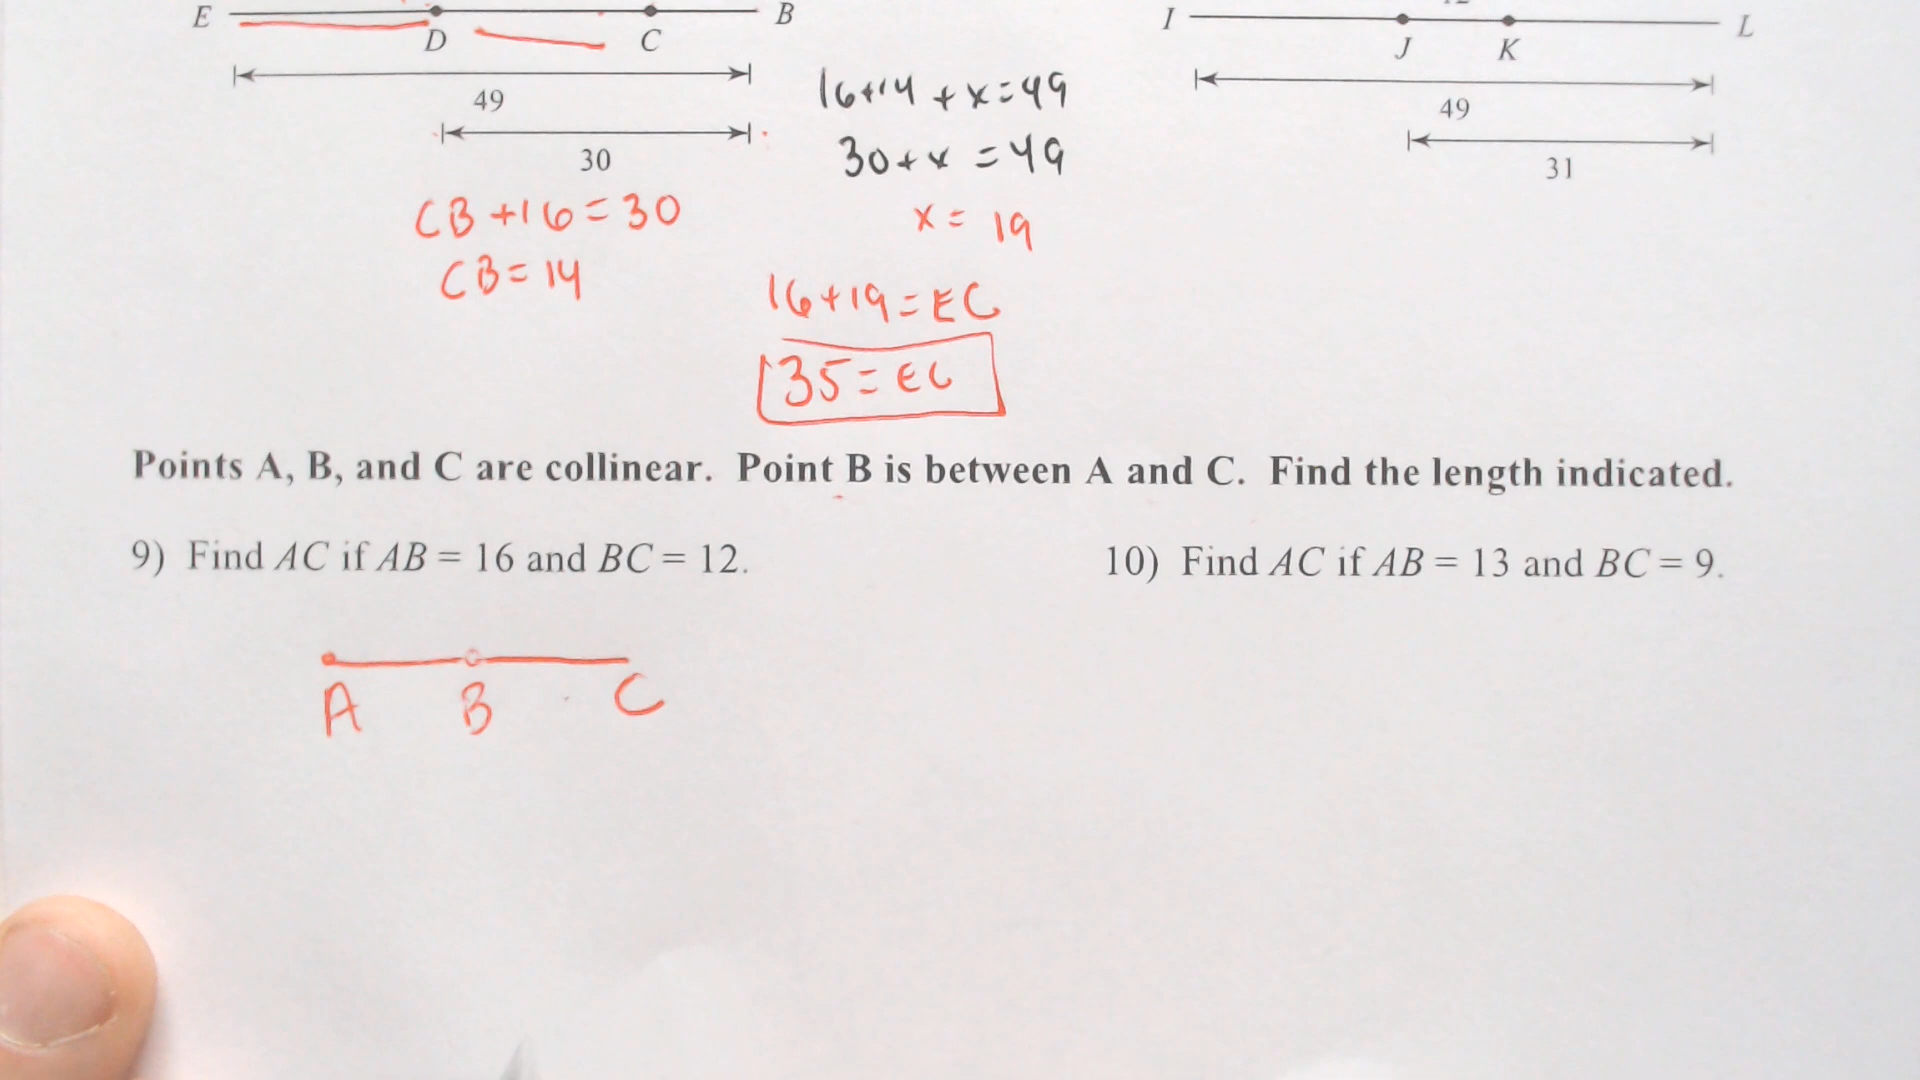 E D C B
49
30
16+14 + x = 49
30 + x = 49
x = 19
CB + 16 = 30
CB = 14
16 + 19 = EC
35 = EC
I J K L
49
31
Points A, B, and C are collinear. Point B is between A and C. Find the length indicated.
9) Find AC if AB = 16 and BC = 12.
A B C
10) Find AC if AB = 13 and BC = 9.